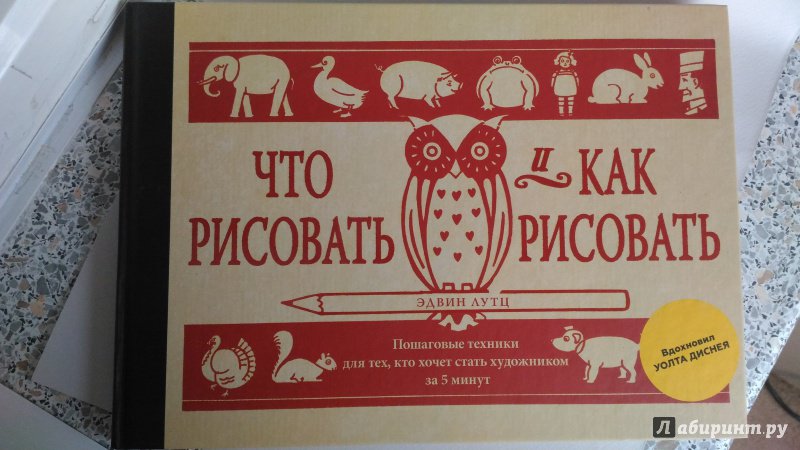 ЧТО
РИСОВАТЬ
И КАК
РИСОВАТЬ
ЭДВИН ЛУТЦ
Пошаговые техники
для тех, кто хочет стать художником
за 5 минут
Вдохновил
УОЛТА ДИСНЕЯ
Лабиринт.ру